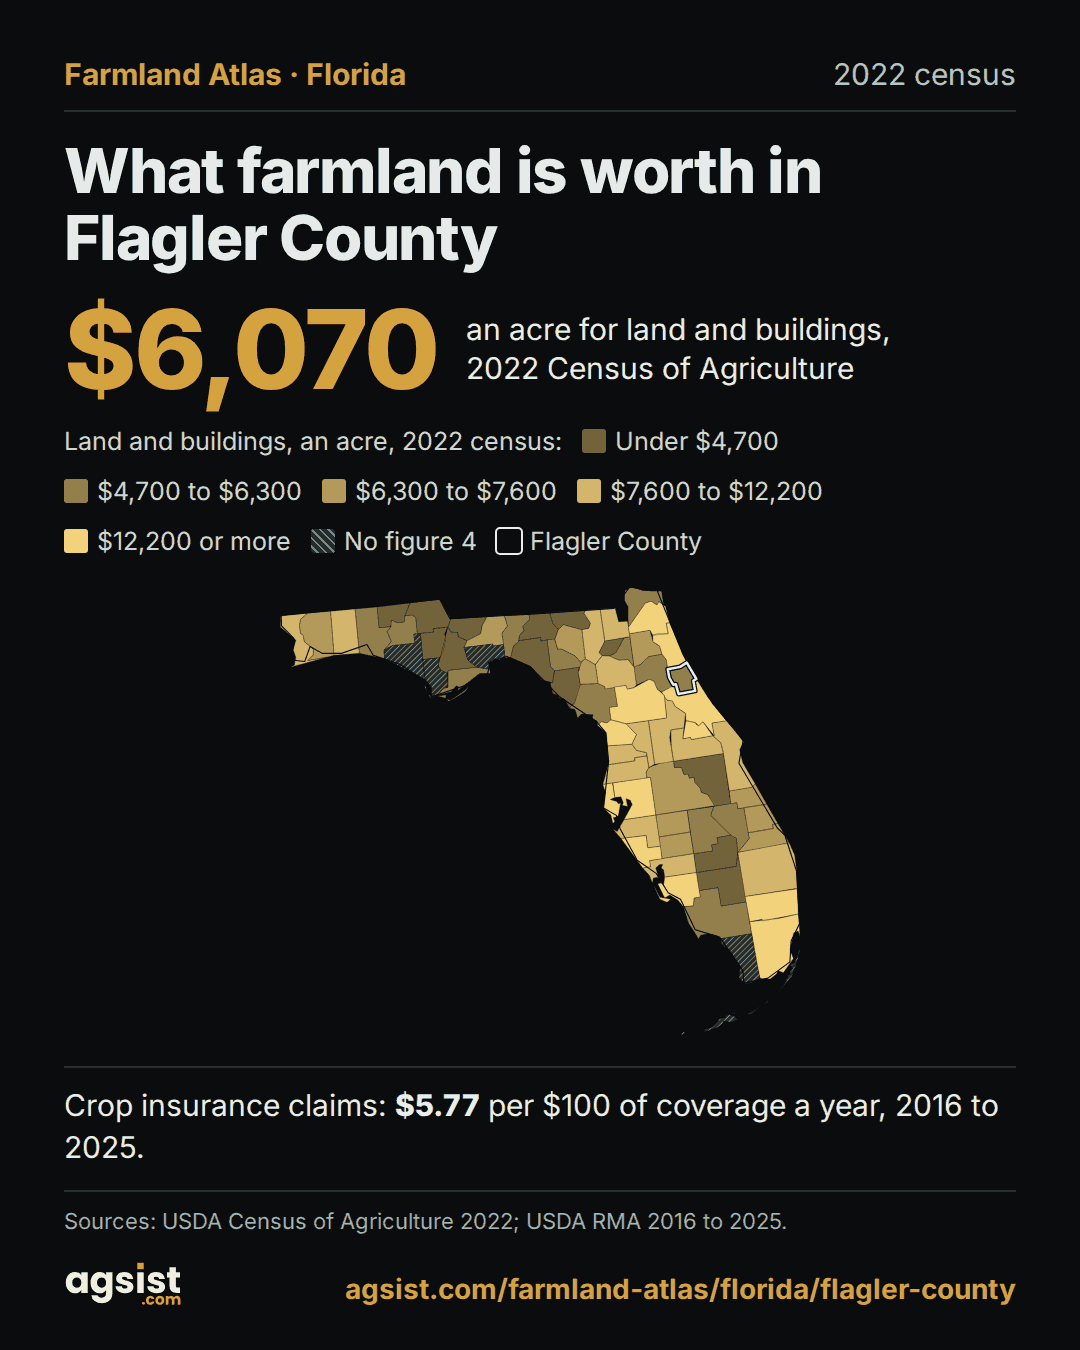 Farmland Atlas · Florida
2022 census
What farmland is worth in
Flagler County
$6,070
an acre for land and buildings,
2022 Census of Agriculture
Land and buildings, an acre, 2022 census: Under $4,700
$4,700 to $6,300 $6,300 to $7,600 $7,600 to $12,200
$12,200 or more No figure 4 Flagler County
Crop insurance claims: $5.77 per $100 of coverage a year, 2016 to
2025.
Sources: USDA Census of Agriculture 2022; USDA RMA 2016 to 2025.
agsist
.com
agsist.com/farmland-atlas/florida/flagler-county